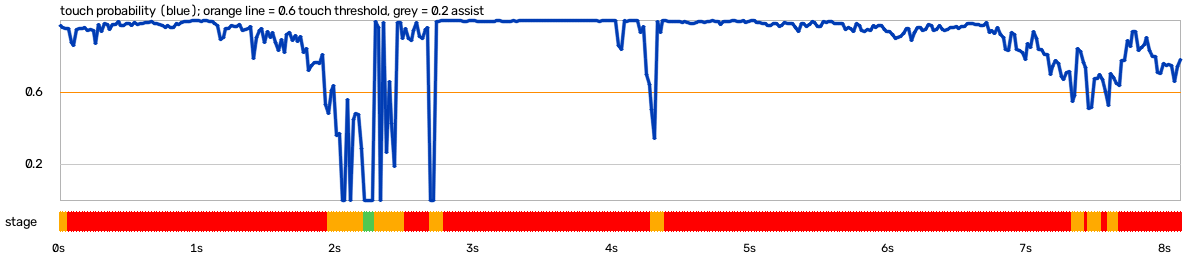 touch probability (blue); orange line = 0.6 touch threshold, grey = 0.2 assist
0.6
0.2
stage
0s 1s 2s 3s 4s 5s 6s 7s 8s